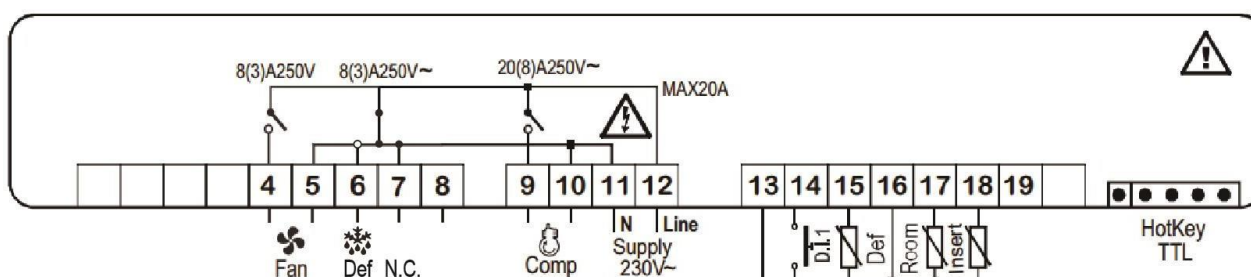 8(3)A250V 8(3)A250V~ 20(8)A250V~
MAX20A
4 5 6 7 8 9 10 11 12 13 14 15 16 17 18 19
N Line
Fan Def N.C. Comp Supply
230V~
D.I.1 Def Room Insert
HotKey
TTL